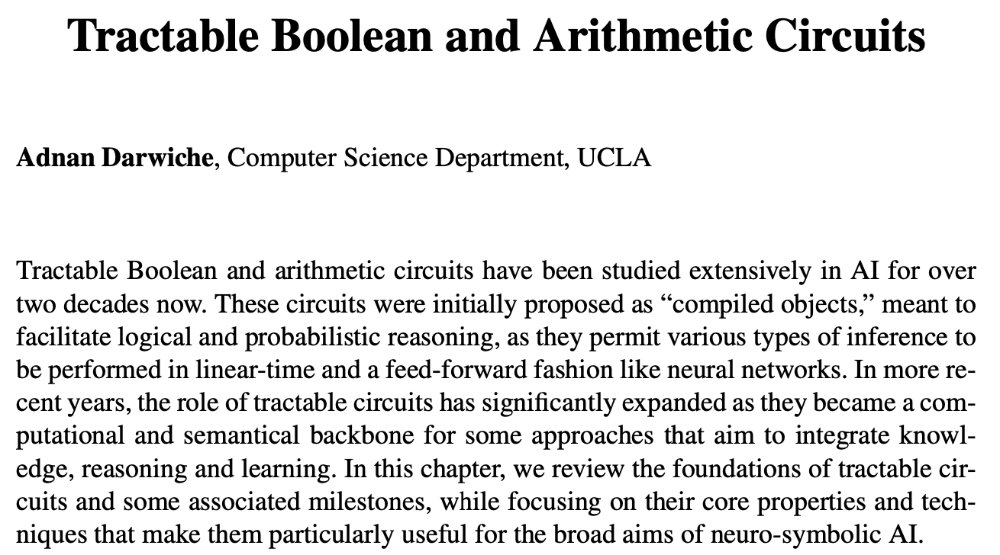 Tractable Boolean and Arithmetic Circuits
Adnan Darwiche, Computer Science Department, UCLA
Tractable Boolean and arithmetic circuits have been studied extensively in AI for over
two decades now. These circuits were initially proposed as “compiled objects,” meant to
facilitate logical and probabilistic reasoning, as they permit various types of inference to
be performed in linear-time and a feed-forward fashion like neural networks. In more re-
cent years, the role of tractable circuits has significantly expanded as they became a com-
putational and semantical backbone for some approaches that aim to integrate knowl-
edge, reasoning and learning. In this chapter, we review the foundations of tractable cir-
cuits and some associated milestones, while focusing on their core properties and tech-
niques that make them particularly useful for the broad aims of neuro-symbolic AI.